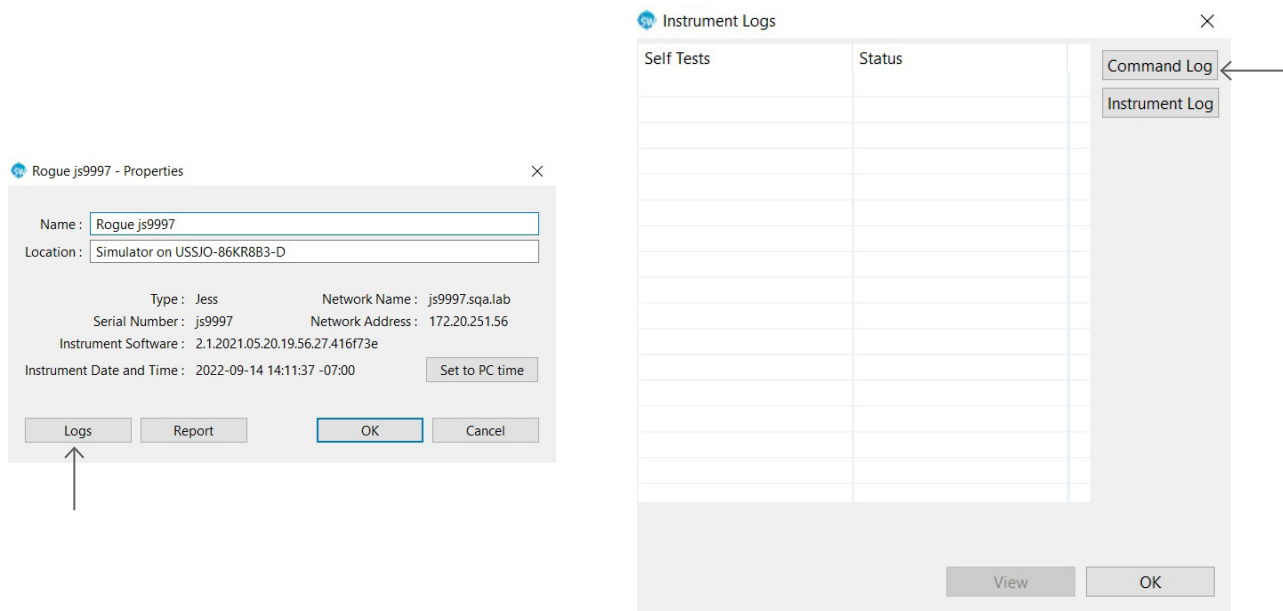 Rogue js9997 - Properties
Name : Rogue js9997
Location : Simulator on USSJO-86KR8B3-D
Type : Jess Network Name : js9997.sqa.lab
Serial Number : js9997 Network Address : 172.20.251.56
Instrument Software : 2.1.2021.05.20.19.56.27.416f73e
Instrument Date and Time : 2022-09-14 14:11:37 -07:00 Set to PC time
Logs Report OK Cancel
SW Instrument Logs
Self Tests Status
Command Log
Instrument Log
View OK